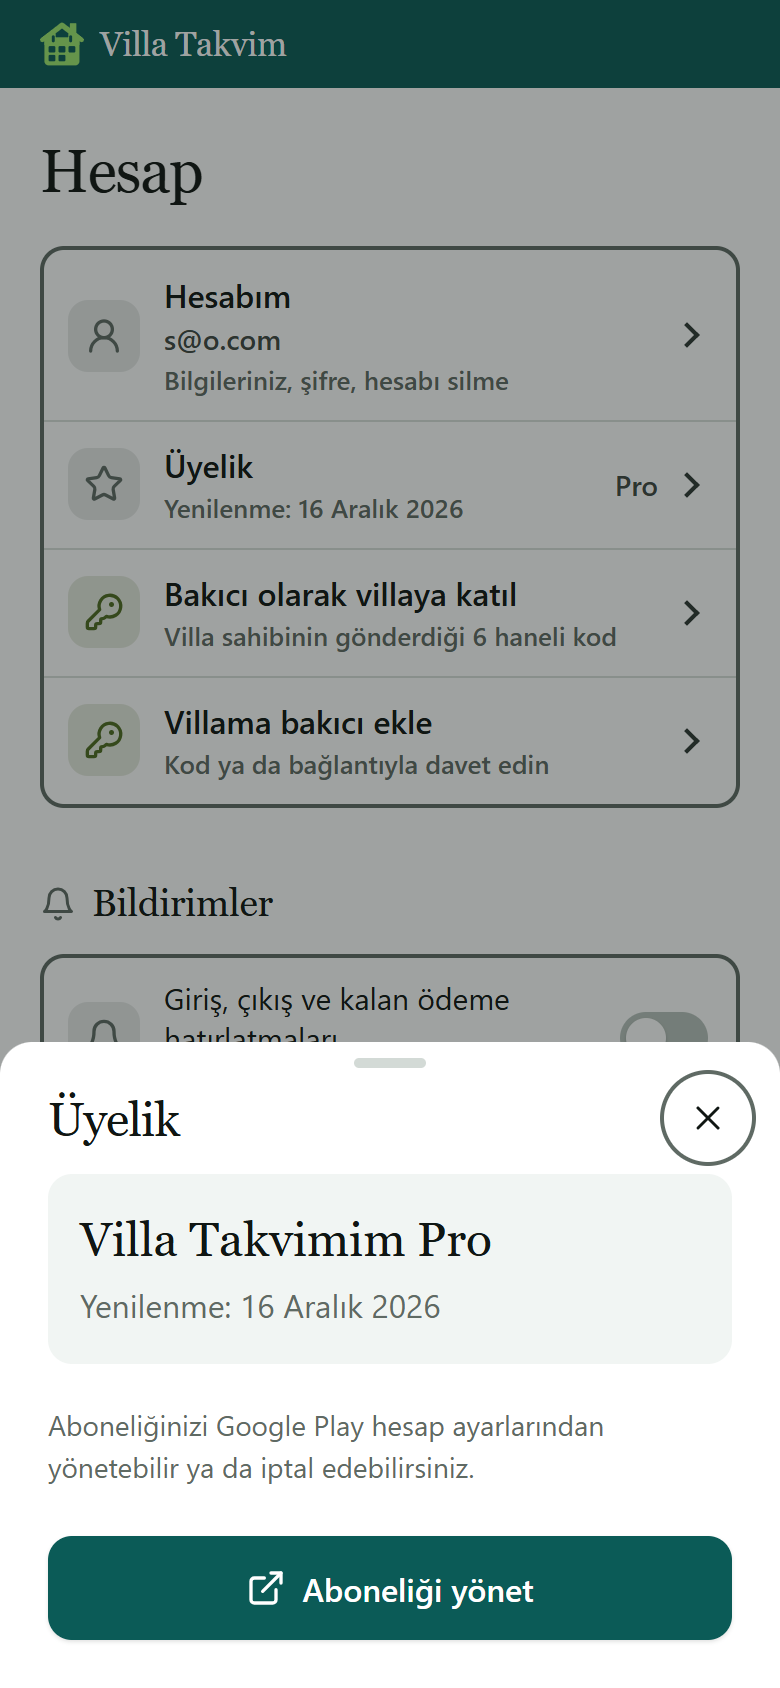 Villa Takvim
Hesap
Hesabım
s@o.com
Bilgileriniz, şifre, hesabı silme
Üyelik
Yenilenme: 16 Aralık 2026
Pro
Bakıcı olarak villaya katıl
Villa sahibinin gönderdiği 6 haneli kod
Villama bakıcı ekle
Kod ya da bağlantıyla davet edin
Bildirimler
Giriş, çıkış ve kalan ödeme
hatırlatmaları
Üyelik
Villa Takvimim Pro
Yenilenme: 16 Aralık 2026
Aboneliğinizi Google Play hesap ayarlarından
yönetebilir ya da iptal edebilirsiniz.
Aboneliği yönet